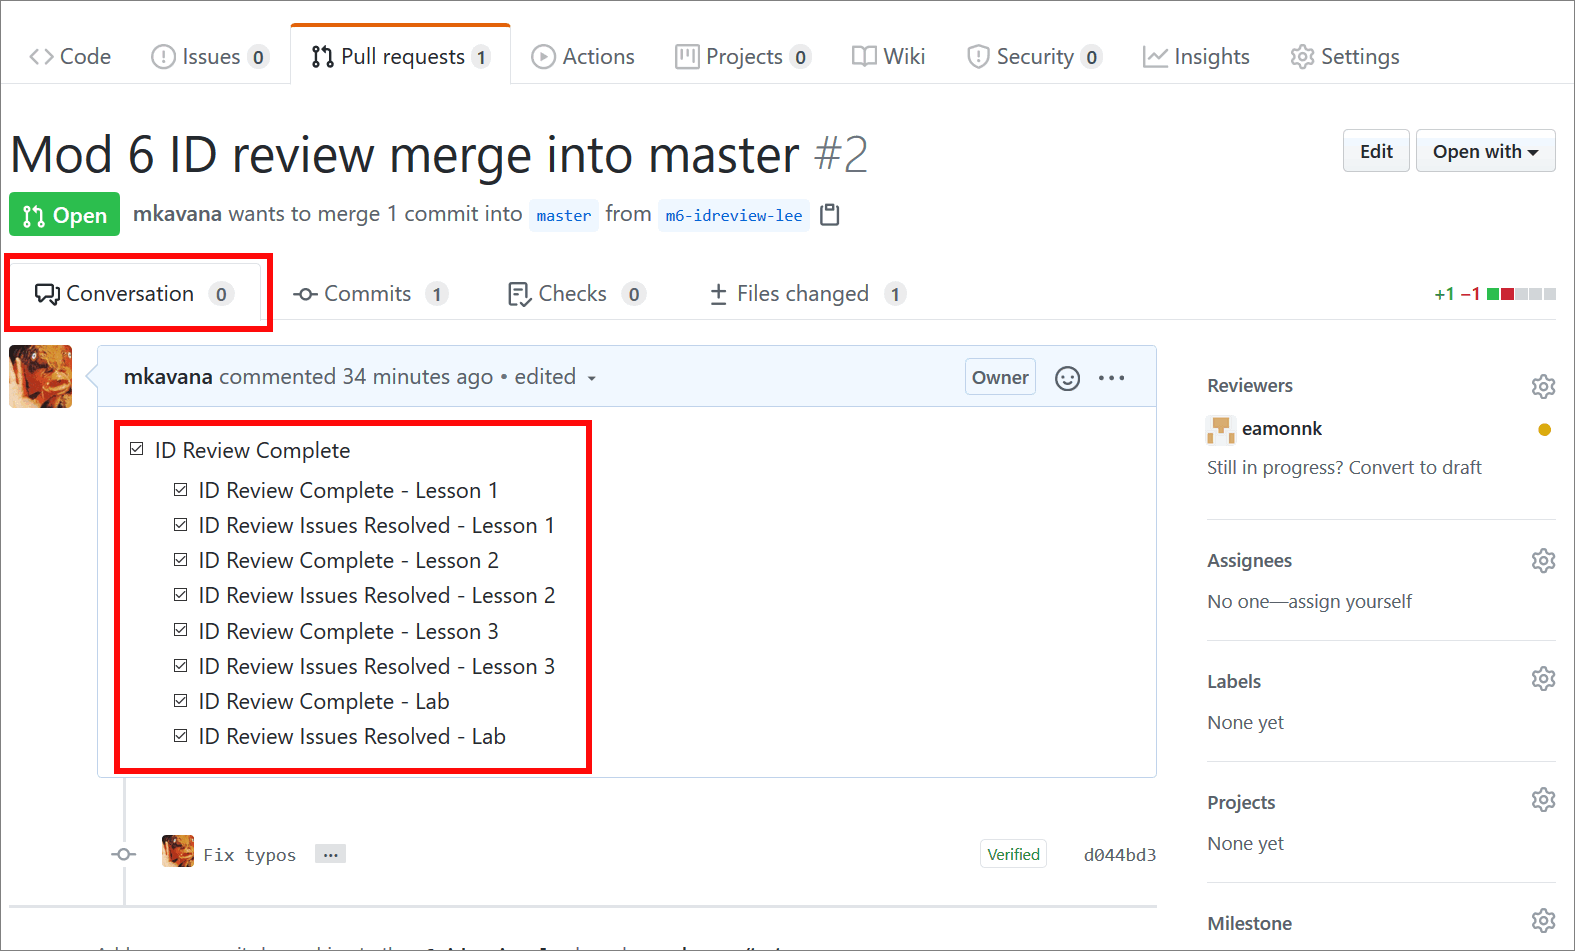 Code Issues 0 Pull requests 1 Actions Projects 0 Wiki Security 0 Insights Settings
Mod 6 ID review merge into master #2
Edit Open with
Open mkavana wants to merge 1 commit into master from m6-idreview-lee
Conversation 0 Commits 1 Checks 0 Files changed 1 +1 −1
mkavana commented 34 minutes ago • edited Owner
ID Review Complete
ID Review Complete - Lesson 1
ID Review Issues Resolved - Lesson 1
ID Review Complete - Lesson 2
ID Review Issues Resolved - Lesson 2
ID Review Complete - Lesson 3
ID Review Issues Resolved - Lesson 3
ID Review Complete - Lab
ID Review Issues Resolved - Lab
Fix typos ... Verified d044bd3
Reviewers
eamonnk
Still in progress? Convert to draft
Assignees
No one—assign yourself
Labels
None yet
Projects
None yet
Milestone